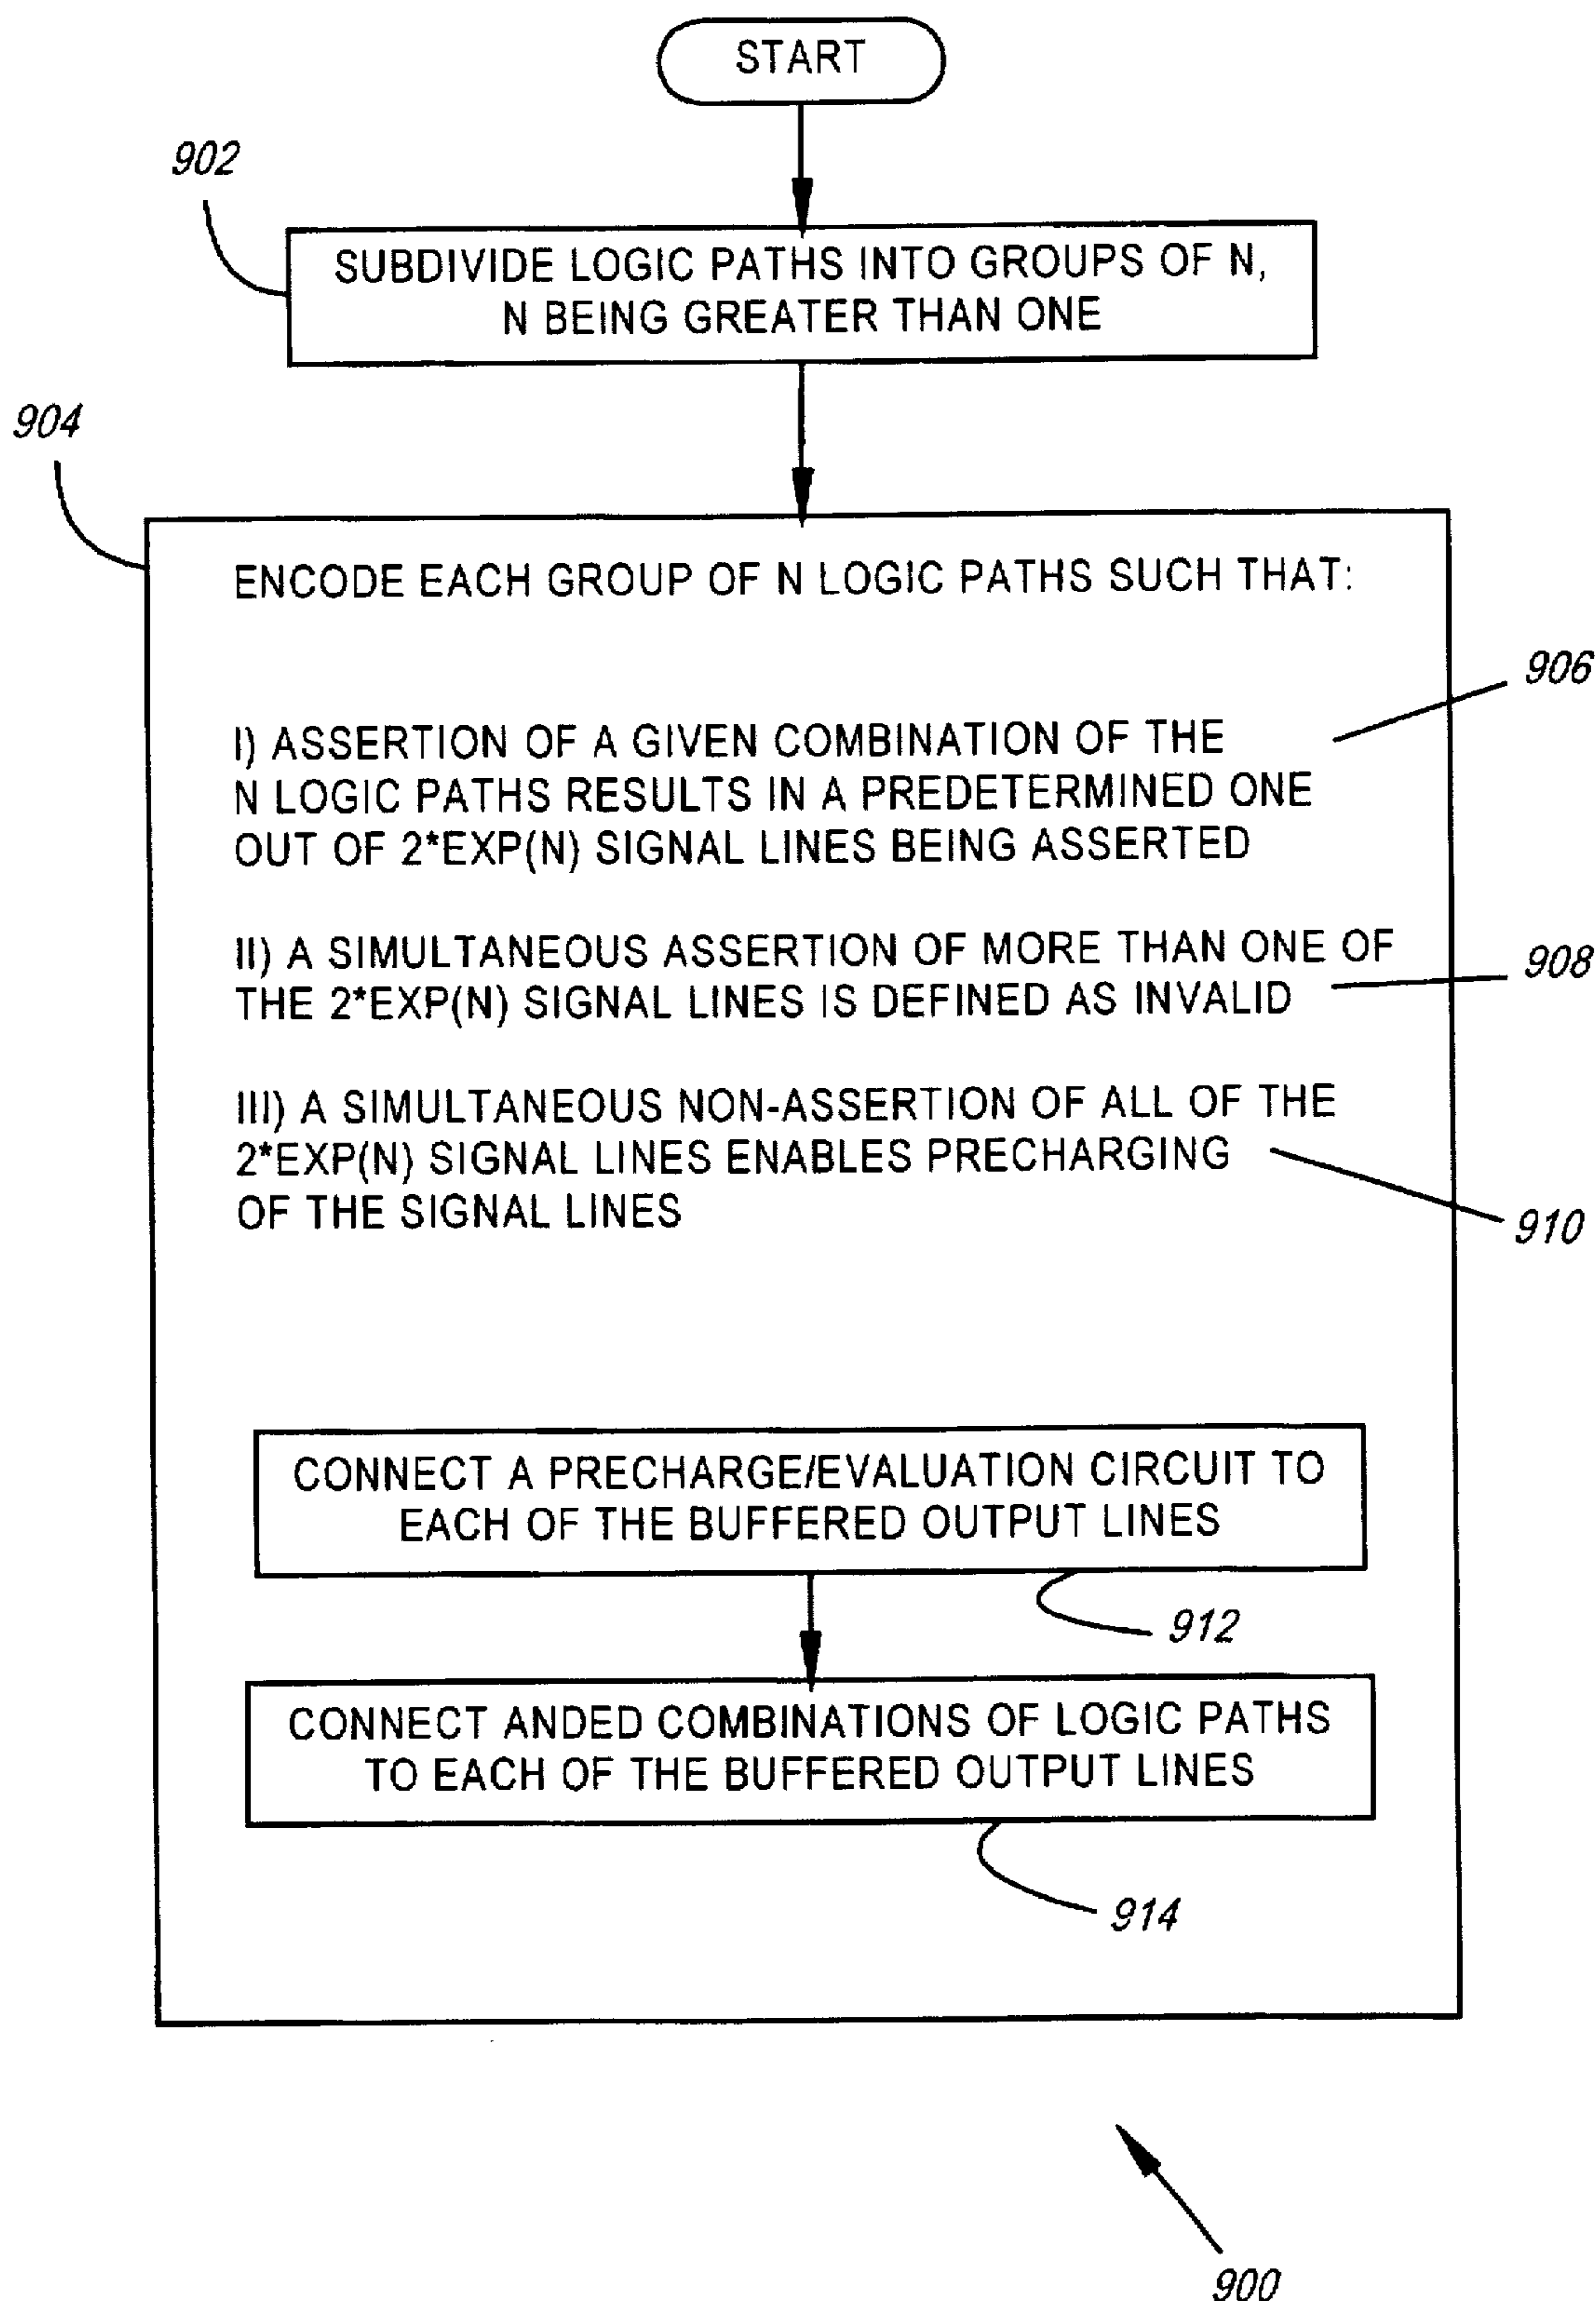 START
902
SUBDIVIDE LOGIC PATHS INTO GROUPS OF N,
N BEING GREATER THAN ONE
904
ENCODE EACH GROUP OF N LOGIC PATHS SUCH THAT:
906
I) ASSERTION OF A GIVEN COMBINATION OF THE
N LOGIC PATHS RESULTS IN A PREDETERMINED ONE
OUT OF 2*EXP(N) SIGNAL LINES BEING ASSERTED
II) A SIMULTANEOUS ASSERTION OF MORE THAN ONE OF
THE 2*EXP(N) SIGNAL LINES IS DEFINED AS INVALID
908
III) A SIMULTANEOUS NON-ASSERTION OF ALL OF THE
2*EXP(N) SIGNAL LINES ENABLES PRECHARGING
OF THE SIGNAL LINES
910
CONNECT A PRECHARGE/EVALUATION CIRCUIT TO
EACH OF THE BUFFERED OUTPUT LINES
912
CONNECT ANDED COMBINATIONS OF LOGIC PATHS
TO EACH OF THE BUFFERED OUTPUT LINES
914
900